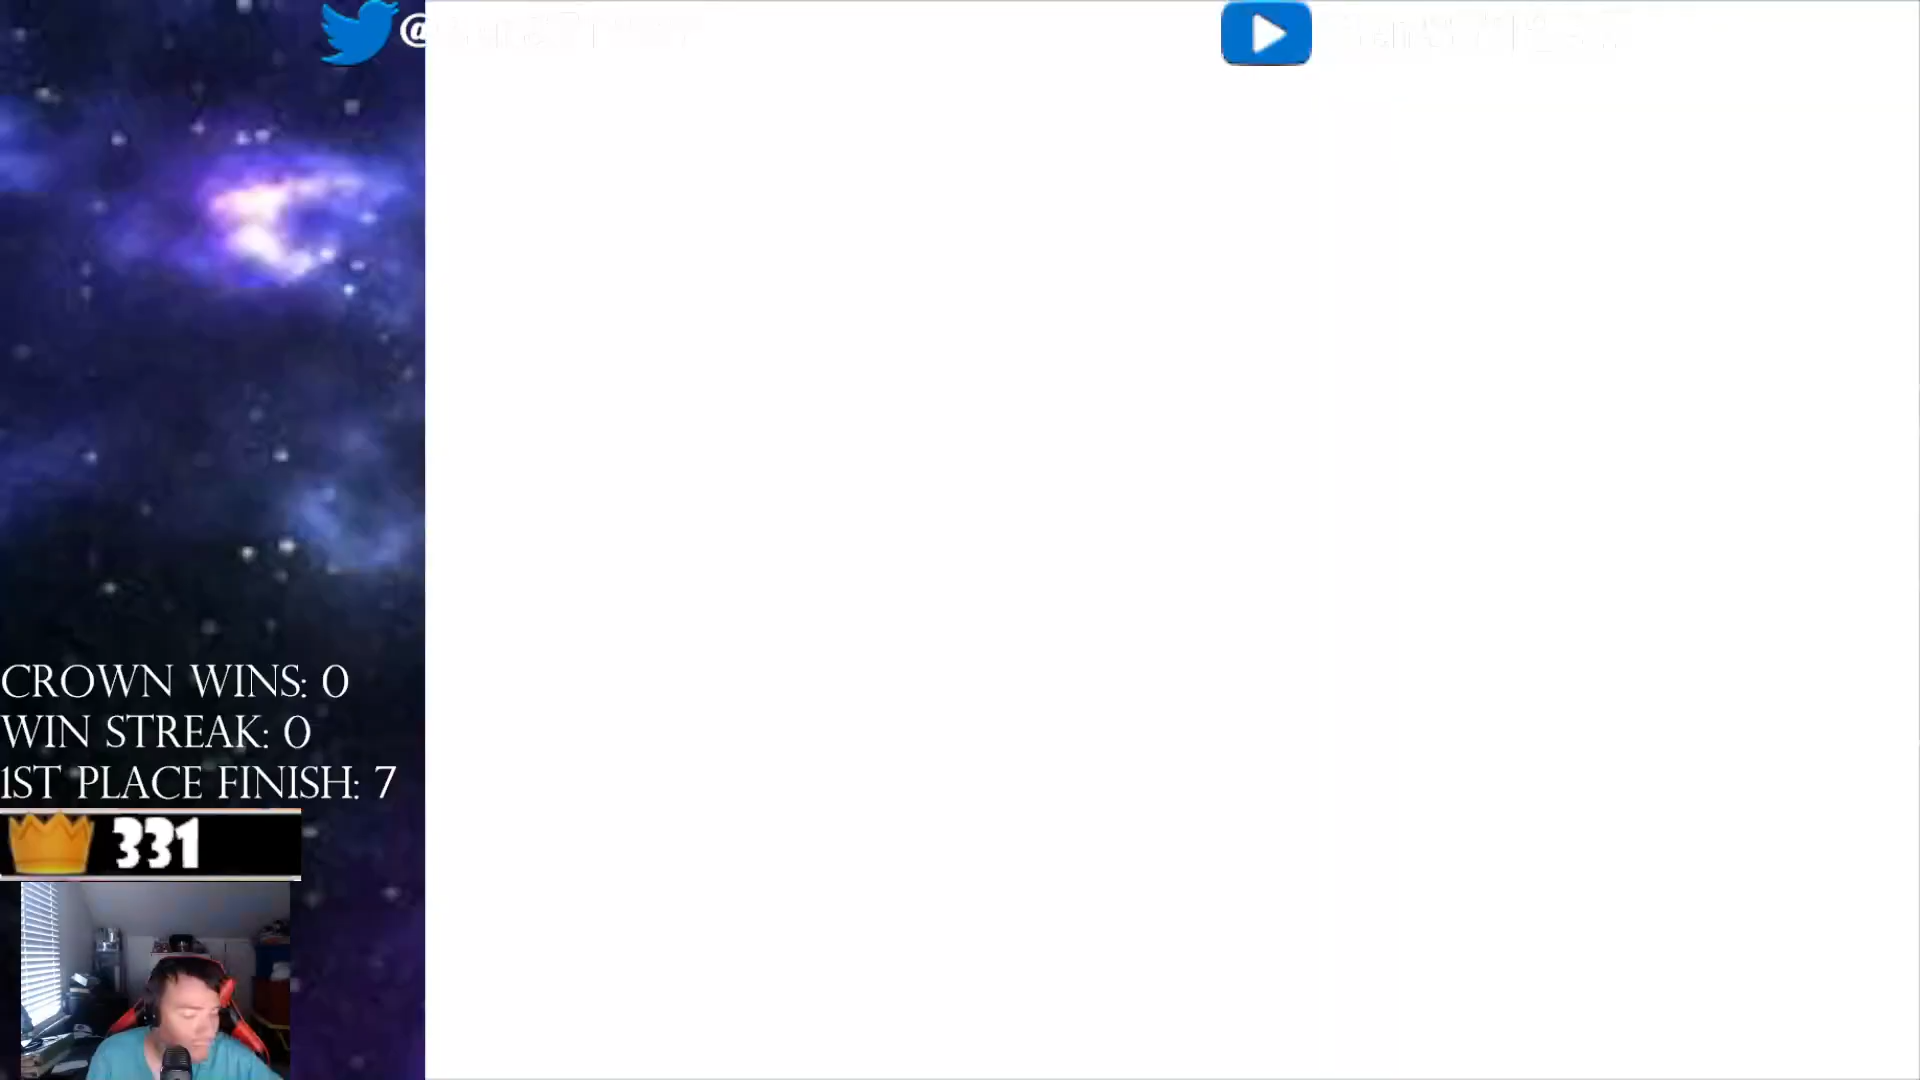 @
CROWN WINS: 0
WIN STREAK: 0
1ST PLACE FINISH: 7
331